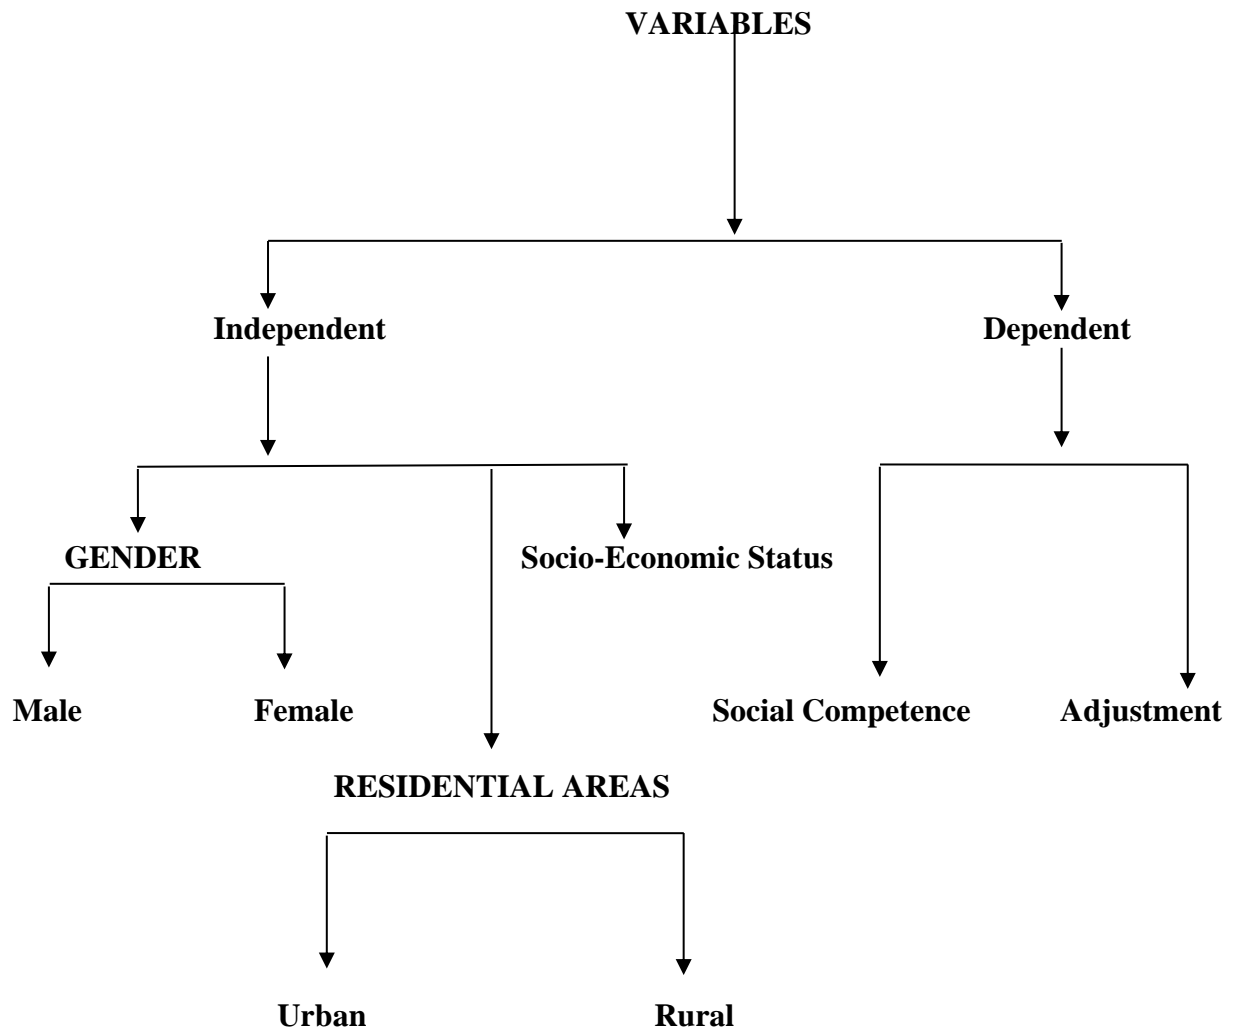 VARIABLES
Independent Dependent
GENDER Socio-Economic Status
Male Female Social Competence Adjustment
RESIDENTIAL AREAS
Urban Rural